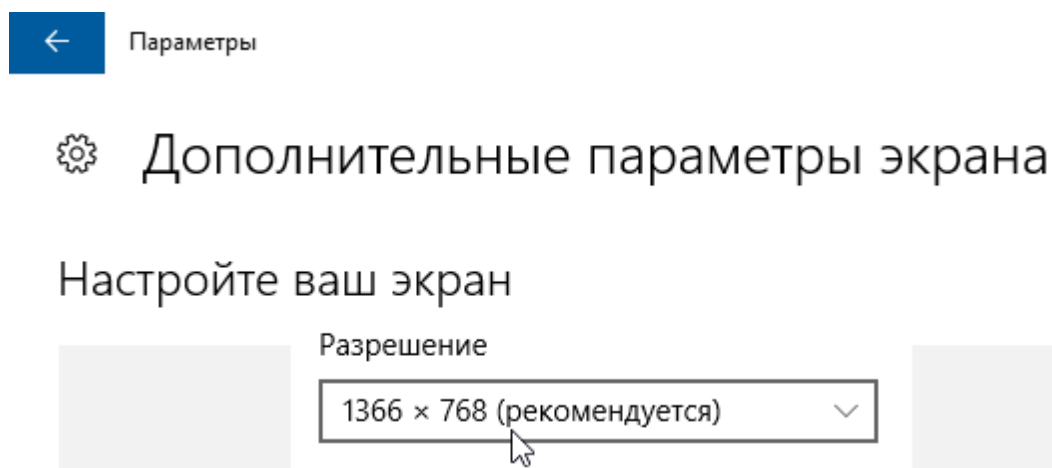 Параметры
Дополнительные параметры экрана
Настройте ваш экран
Разрешение
1366 × 768 (рекомендуется)